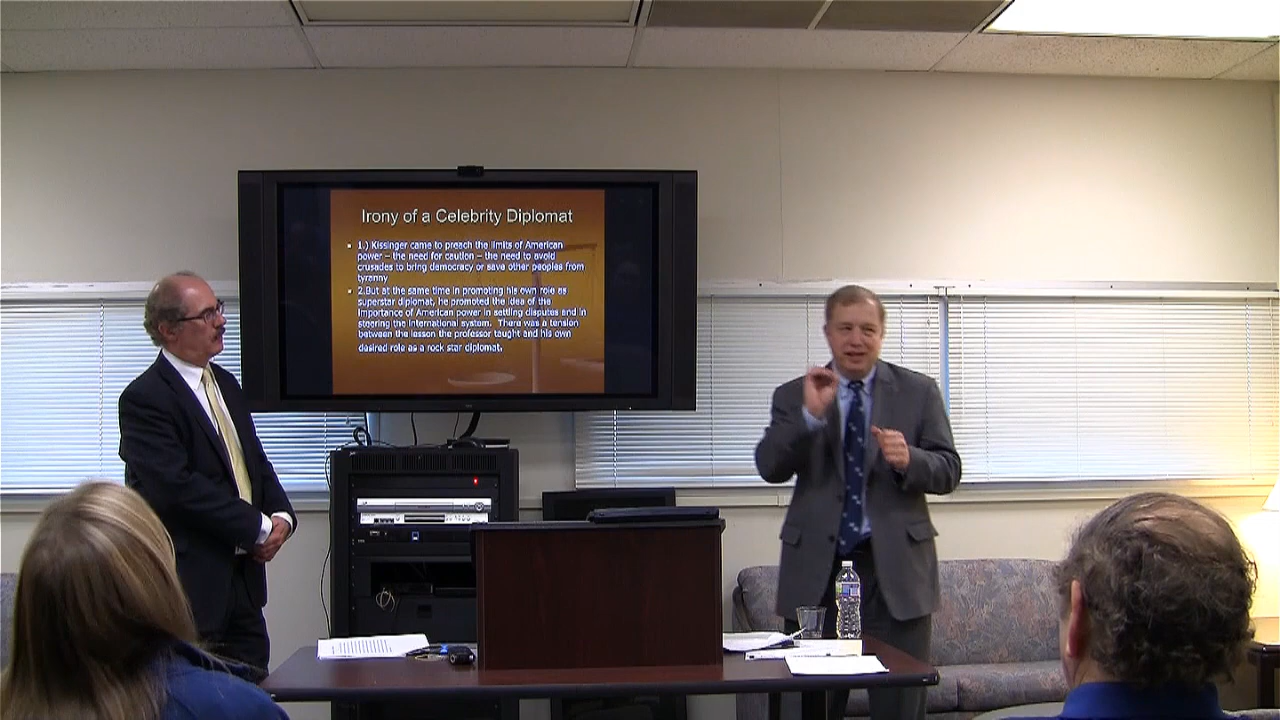 Irony of a Celebrity Diplomat
1.) Kissinger came to preach the limits of American
power – the need for caution – the need to avoid
crusades to bring democracy or save other peoples from
tyranny
2.But at the same time in promoting his own role as
superstar diplomat, he promoted the idea of the
importance of American power in settling disputes and in
steering the international system. There was a tension
between the lesson the professor taught and his own
desired role as a rock star diplomat.